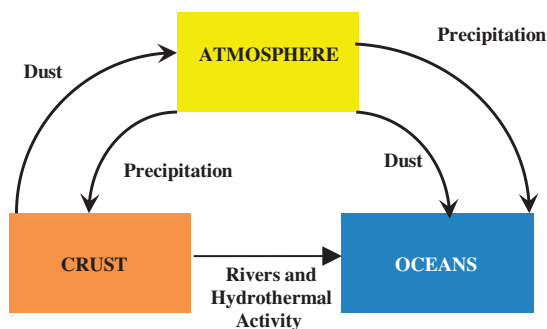 Precipitation
ATMOSPHERE
Dust
Dust
Precipitation
CRUST
OCEANS
Rivers and
Hydrothermal
Activity